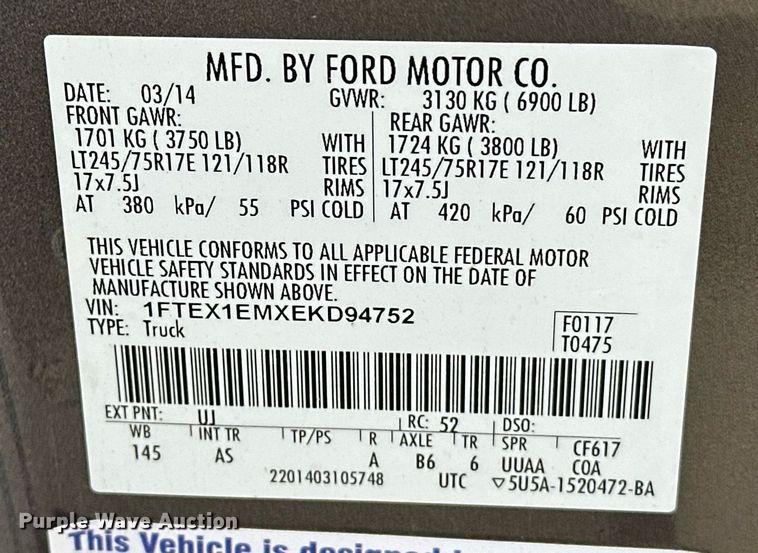 MFD. BY FORD MOTOR CO.
DATE: 03/14 GVWR: 3130 KG ( 6900 LB)
FRONT GAWR: REAR GAWR:
1701 KG ( 3750 LB) WITH 1724 KG ( 3800 LB) WITH
LT245/75R17E 121/118R TIRES LT245/75R17E 121/118R TIRES
17x7.5J RIMS 17x7.5J RIMS
AT 380 kPa/ 55 PSI COLD AT 420 kPa/ 60 PSI COLD
THIS VEHICLE CONFORMS TO ALL APPLICABLE FEDERAL MOTOR
VEHICLE SAFETY STANDARDS IN EFFECT ON THE DATE OF
MANUFACTURE SHOWN ABOVE.
VIN: 1FTEX1EMXEKD94752 F0117
TYPE: Truck T0475
EXT PNT: UJ RC: 52 DSO:
WB INT TR TP/PS R AXLE TR SPR CF617
145 AS A B6 6 UUAA COA
2201403105748 UTC ▽5U5A-1520472-BA
Purple Wave Auction
This Vehicle is designed